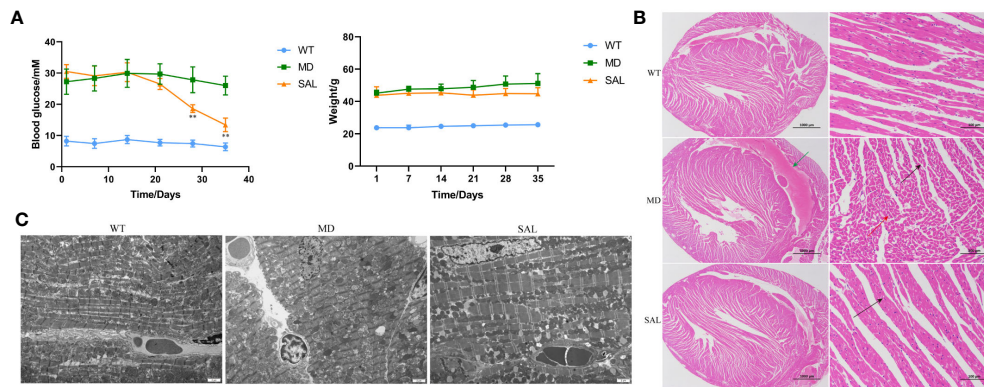 A
WT
MD
SAL
Blood glucose/mM
40
30
20
10
0
0
10
20
30
40
**
**
Time/Days
WT
MD
SAL
Weight/g
80
60
40
20
0
1
7
14
21
28
35
Time/Days
B
WT
1000 μm
MD
SAL
C
WT
MD
SAL